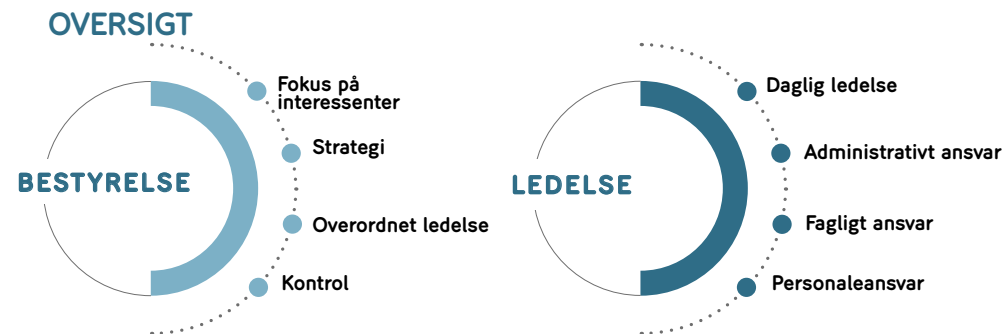 OVERSIGT
BESTYRELSE
Fokus på
interessenter
Strategi
Overordnet ledelse
Kontrol
LEDELSE
Daglig ledelse
Administrativt ansvar
Fagligt ansvar
Personaleansvar